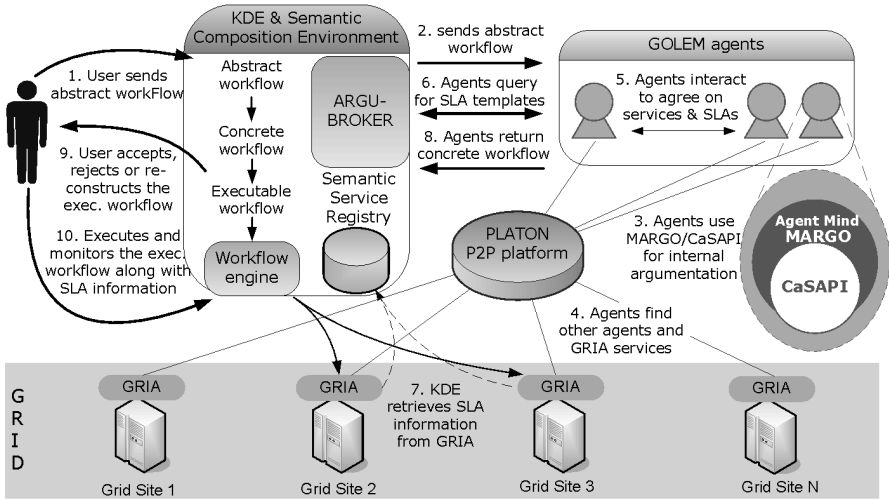 KDE & Semantic
Composition Environment
1. User sends
abstract workFlow
Abstract
workflow
Concrete
workflow
Executable
workflow
Workflow
engine
ARGU-
BROKER
Semantic
Service
Registry
2. sends abstract
workflow
6. Agents query
for SLA templates
8. Agents return
concrete workflow
GOLEM agents
5. Agents interact
to agree on
services & SLAs
9. User accepts,
rejects or re-
constructs the
exec. workflow
10. Executes and
monitors the exec.
workflow along with
SLA information
PLATON
P2P platform
3. Agents use
MARGO/CaSAPI
for internal
argumentation
Agent Mind
MARGO
CaSAPI
4. Agents find
other agents and
GRIA services
7. KDE
retrieves SLA
information
from GRIA
GRID
GRIA
GRIA
GRIA
GRIA
Grid Site 1
Grid Site 2
Grid Site 3
Grid Site N